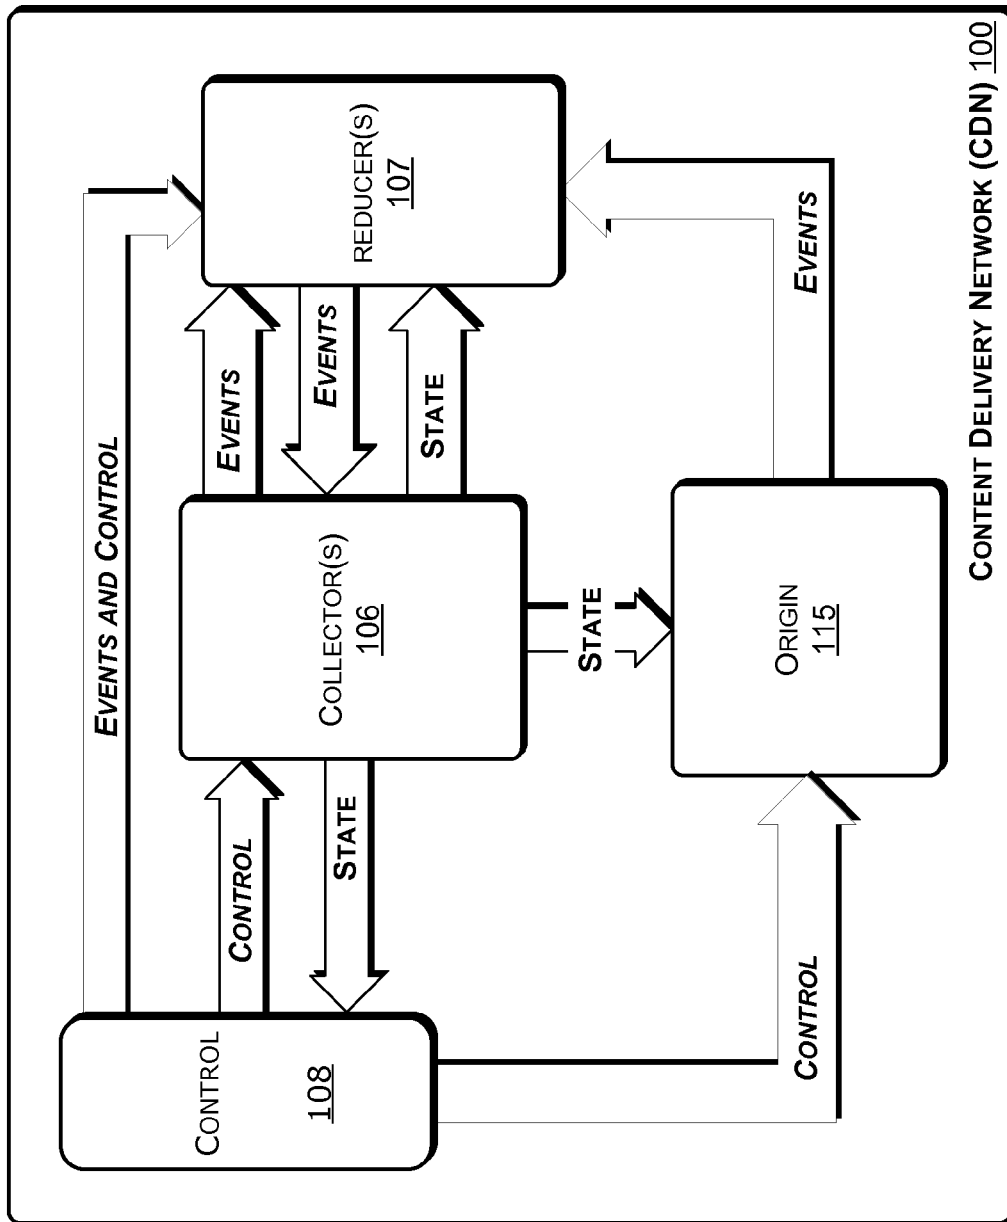 EVENTS AND CONTROL
CONTROL
108
CONTROL
STATE
COLLECTOR(S)
106
EVENTS
EVENTS
STATE
REDUCER(S)
107
STATE
CONTROL
ORIGIN
115
EVENTS
CONTENT DELIVERY NETWORK (CDN) 100